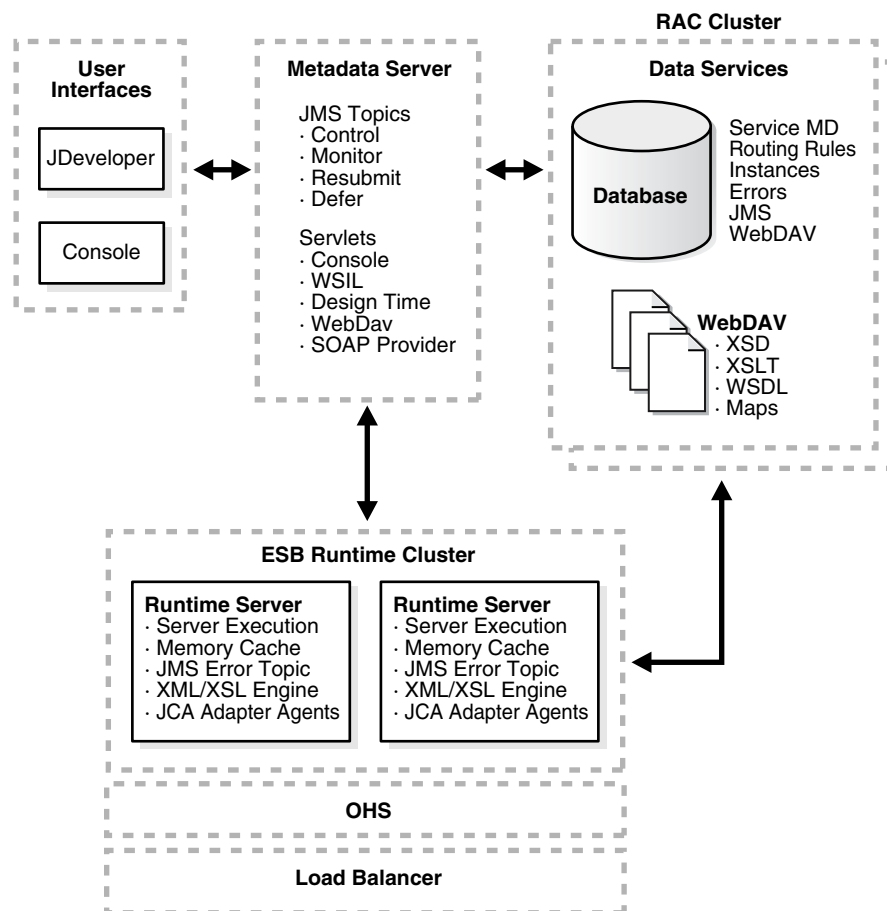 User
Interfaces
JDeveloper
Console
Metadata Server
JMS Topics
· Control
· Monitor
· Resubmit
· Defer
Servlets
· Console
· WSIL
· Design Time
· WebDav
· SOAP Provider
RAC Cluster
Data Services
Database
Service MD
Routing Rules
Instances
Errors
JMS
WebDAV
WebDAV
· XSD
· XSLT
· WSDL
· Maps
ESB Runtime Cluster
Runtime Server
· Server Execution
· Memory Cache
· JMS Error Topic
· XML/XSL Engine
· JCA Adapter Agents
Runtime Server
· Server Execution
· Memory Cache
· JMS Error Topic
· XML/XSL Engine
· JCA Adapter Agents
OHS
Load Balancer